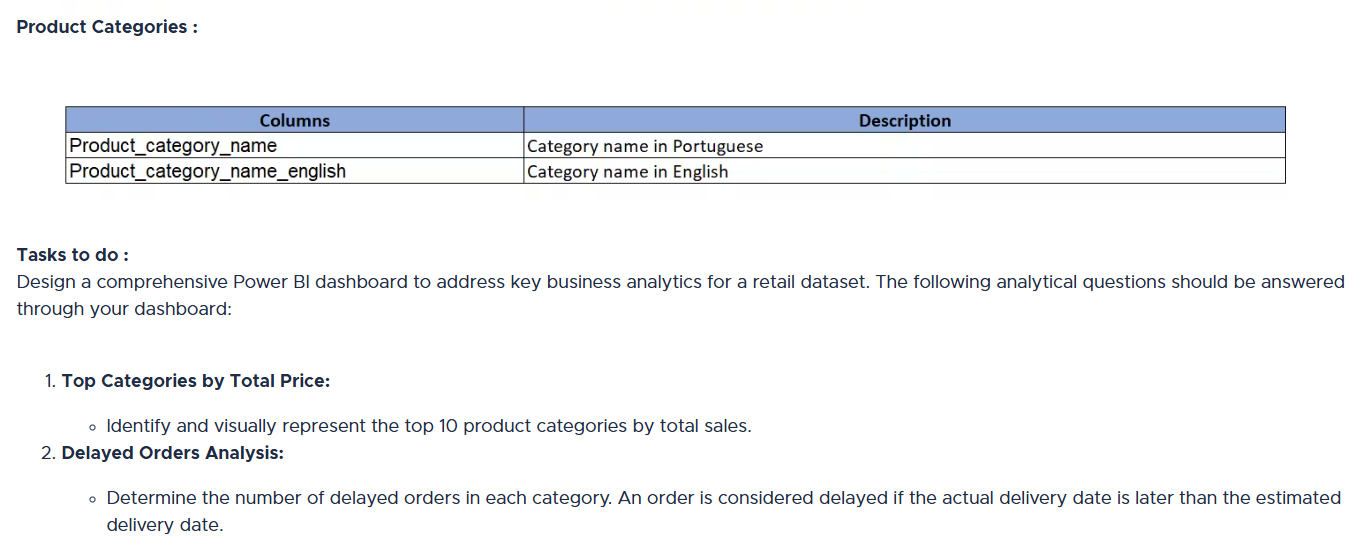 Product Categories :
Columns Description
Product_category_name Category name in Portuguese
Product_category_name_english Category name in English
Tasks to do :
Design a comprehensive Power BI dashboard to address key business analytics for a retail dataset. The following analytical questions should be answered
through your dashboard:
1. Top Categories by Total Price:
◦ Identify and visually represent the top 10 product categories by total sales.
2. Delayed Orders Analysis:
◦ Determine the number of delayed orders in each category. An order is considered delayed if the actual delivery date is later than the estimated
delivery date.